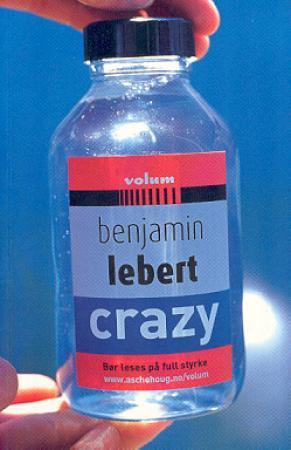 volum
benjamin
lebert
crazy
Bør leses på full styrke
www.aschehoug.no/volum